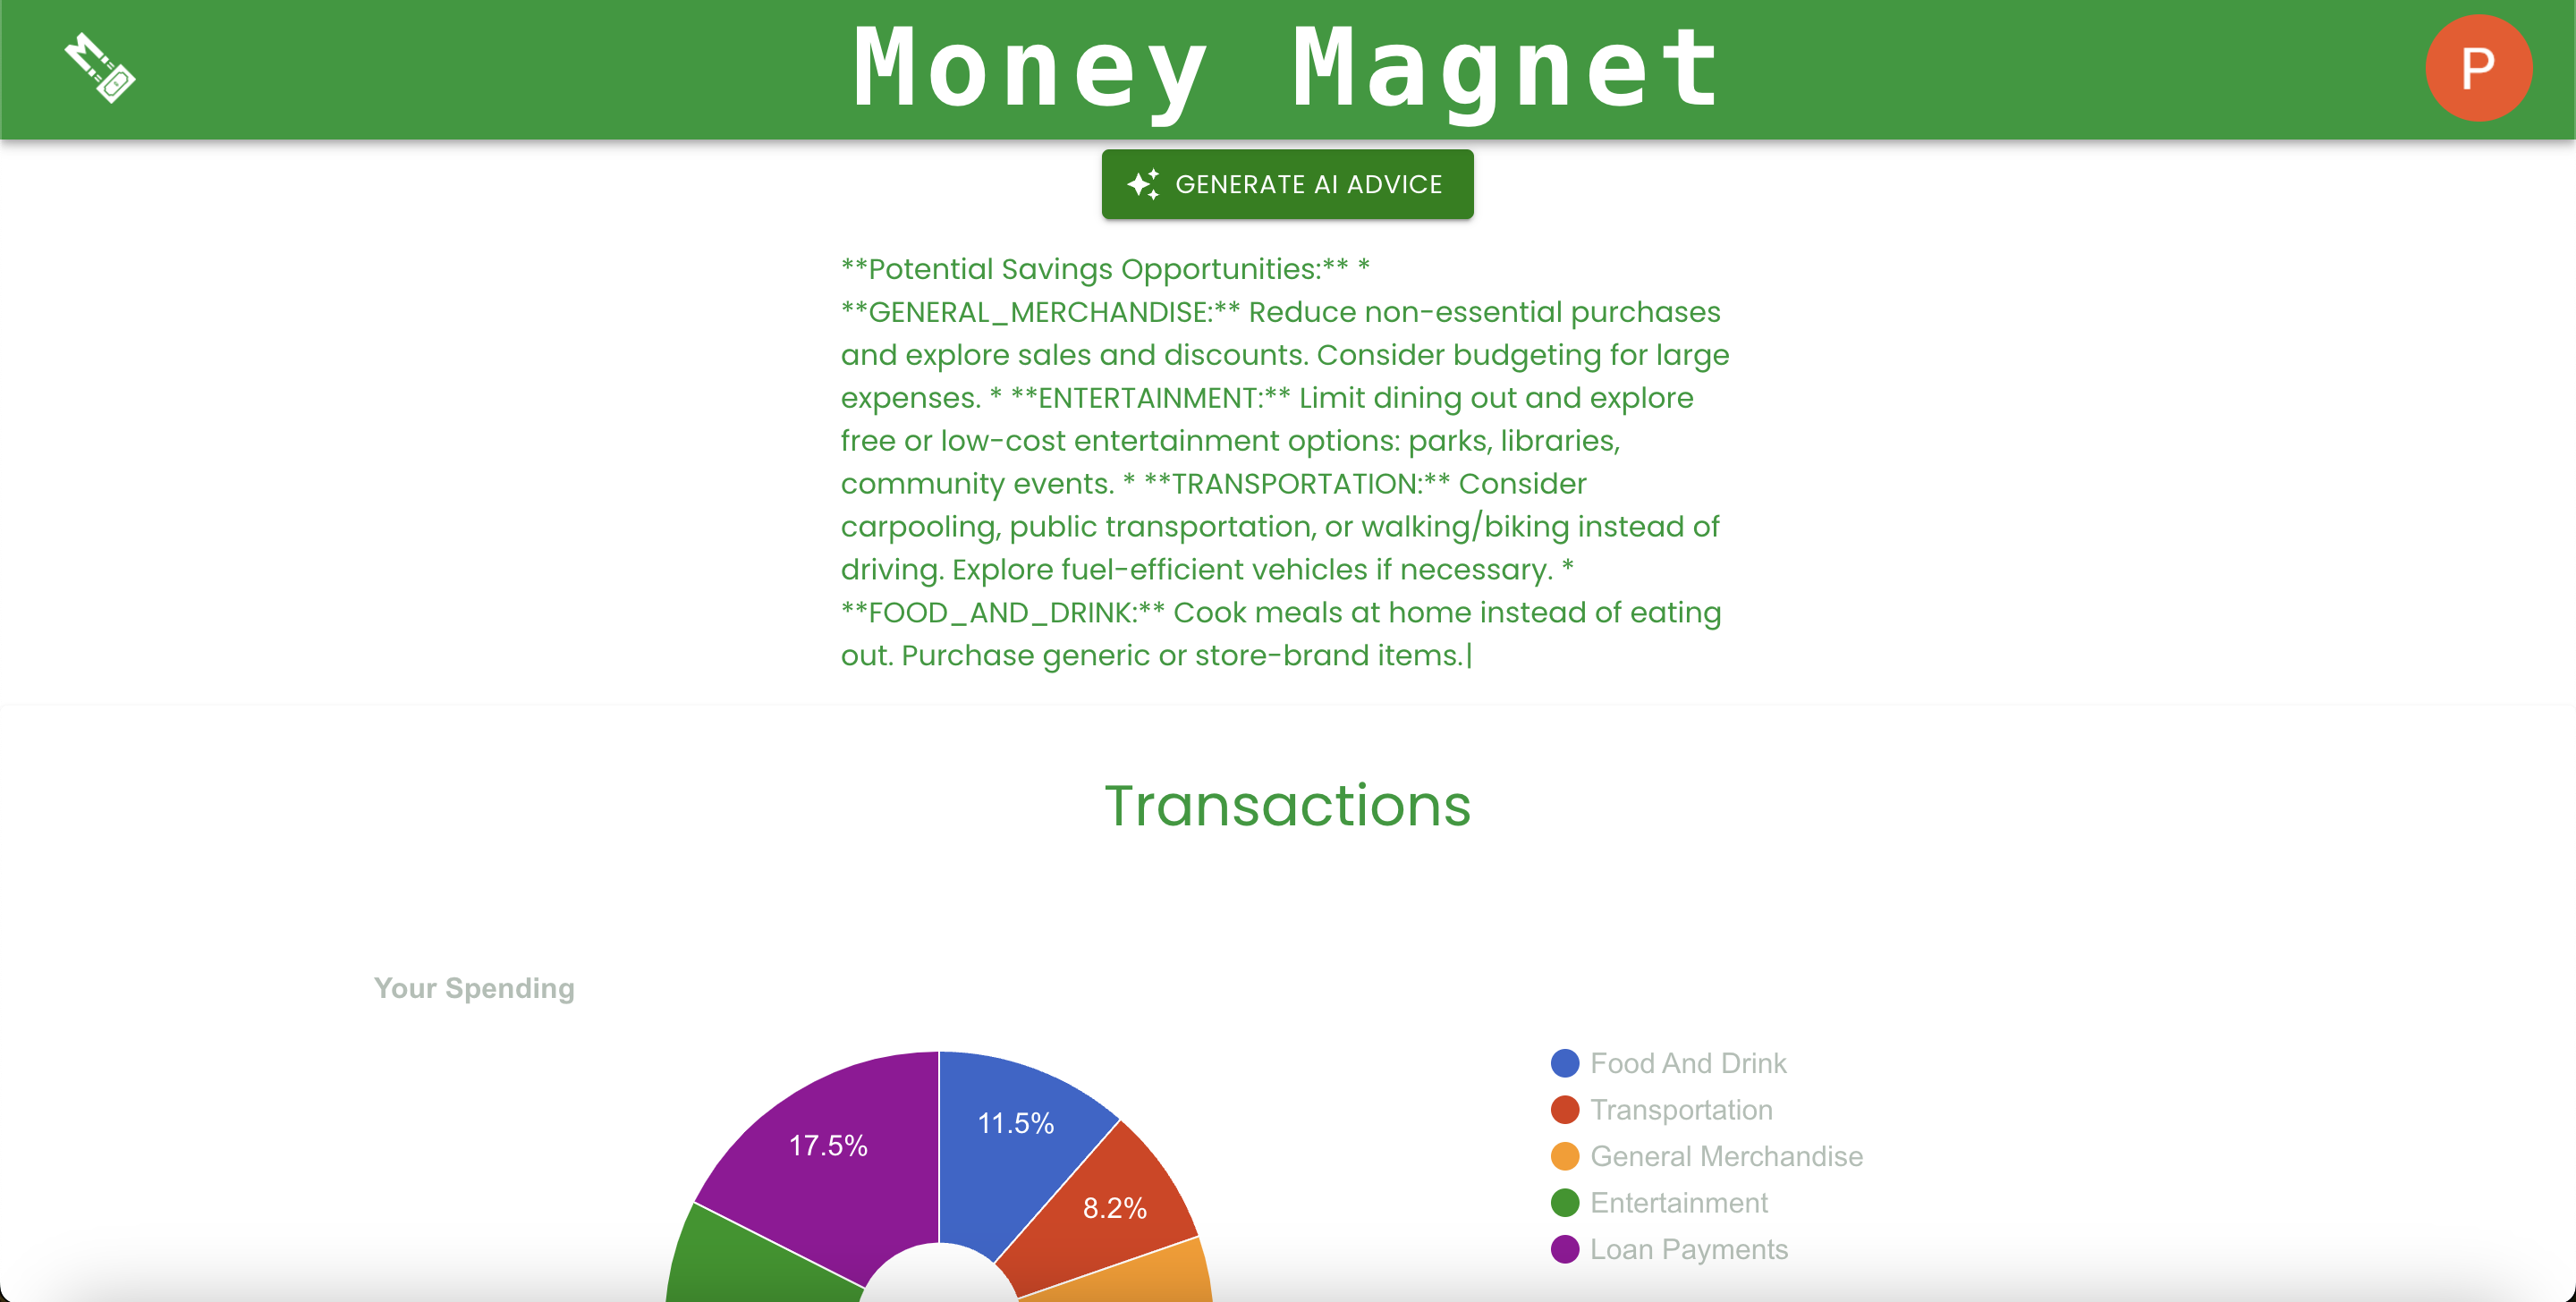 Money Magnet
P
GENERATE AI ADVICE
**Potential Savings Opportunities:** *
**GENERAL_MERCHANDISE:** Reduce non-essential purchases
and explore sales and discounts. Consider budgeting for large
expenses. * **ENTERTAINMENT:** Limit dining out and explore
free or low-cost entertainment options: parks, libraries,
community events. * **TRANSPORTATION:** Consider
carpooling, public transportation, or walking/biking instead of
driving. Explore fuel-efficient vehicles if necessary. *
**FOOD_AND_DRINK:** Cook meals at home instead of eating
out. Purchase generic or store-brand items.|
Transactions
Your Spending
17.5%
11.5%
8.2%
Food And Drink
Transportation
General Merchandise
Entertainment
Loan Payments